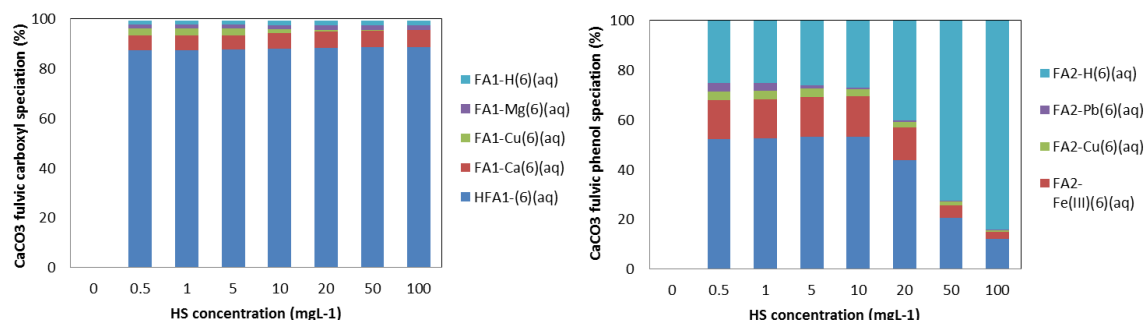 CaCO3 fulvic carboxyl speciation (%)
100
80
60
40
20
0
0 0.5 1 5 10 20 50 100
HS concentration (mgL-1)
FA1-H(6)(aq)
FA1-Mg(6)(aq)
FA1-Cu(6)(aq)
FA1-Ca(6)(aq)
HFA1-(6)(aq)
CaCO3 fulvic phenol speciation (%)
100
80
60
40
20
0
0 0.5 1 5 10 20 50 100
HS concentration (mgL-1)
FA2-H(6)(aq)
FA2-Pb(6)(aq)
FA2-Cu(6)(aq)
FA2-
Fe(III)(6)(aq)